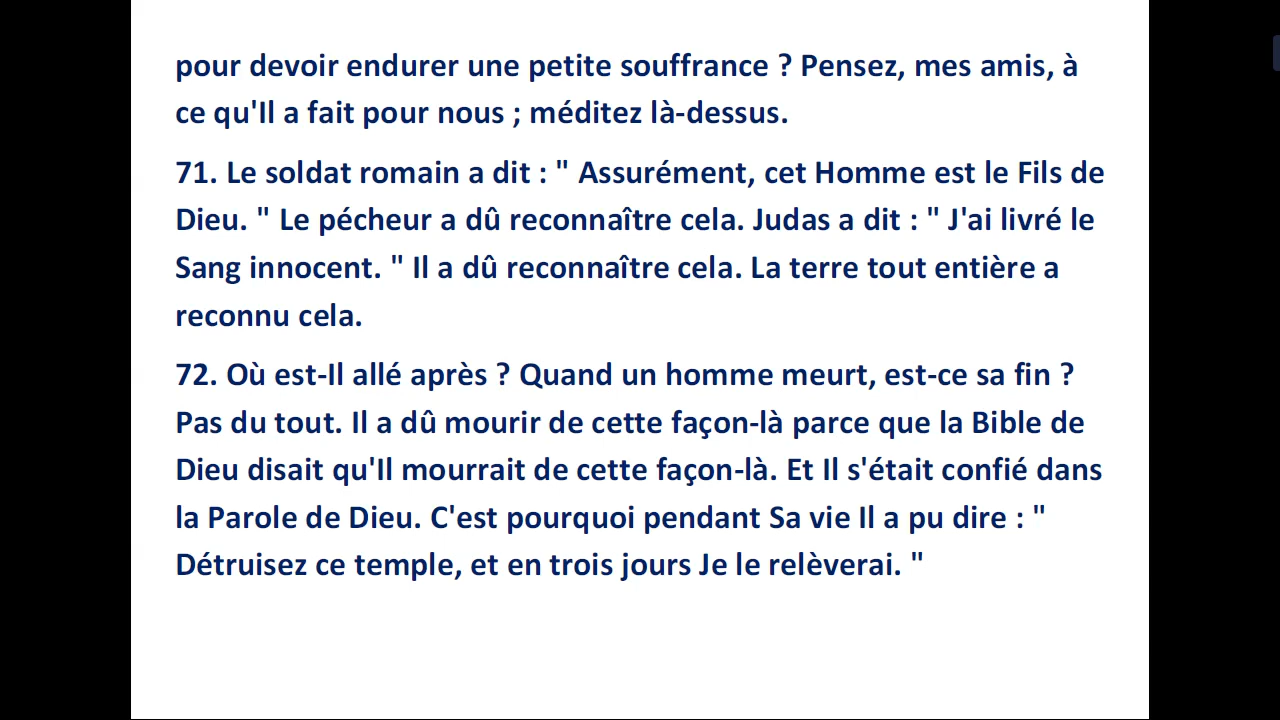 pour devoir endurer une petite souffrance ? Pensez, mes amis, à
ce qu'Il a fait pour nous ; méditez là-dessus.
71. Le soldat romain a dit : " Assurément, cet Homme est le Fils de
Dieu. " Le pécheur a dû reconnaître cela. Judas a dit : " J'ai livré le
Sang innocent. " Il a dû reconnaître cela. La terre tout entière a
reconnu cela.
72. Où est-Il allé après ? Quand un homme meurt, est-ce sa fin ?
Pas du tout. Il a dû mourir de cette façon-là parce que la Bible de
Dieu disait qu'Il mourrait de cette façon-là. Et Il s'était confié dans
la Parole de Dieu. C'est pourquoi pendant Sa vie Il a pu dire : "
Détruisez ce temple, et en trois jours Je le relèverai. "